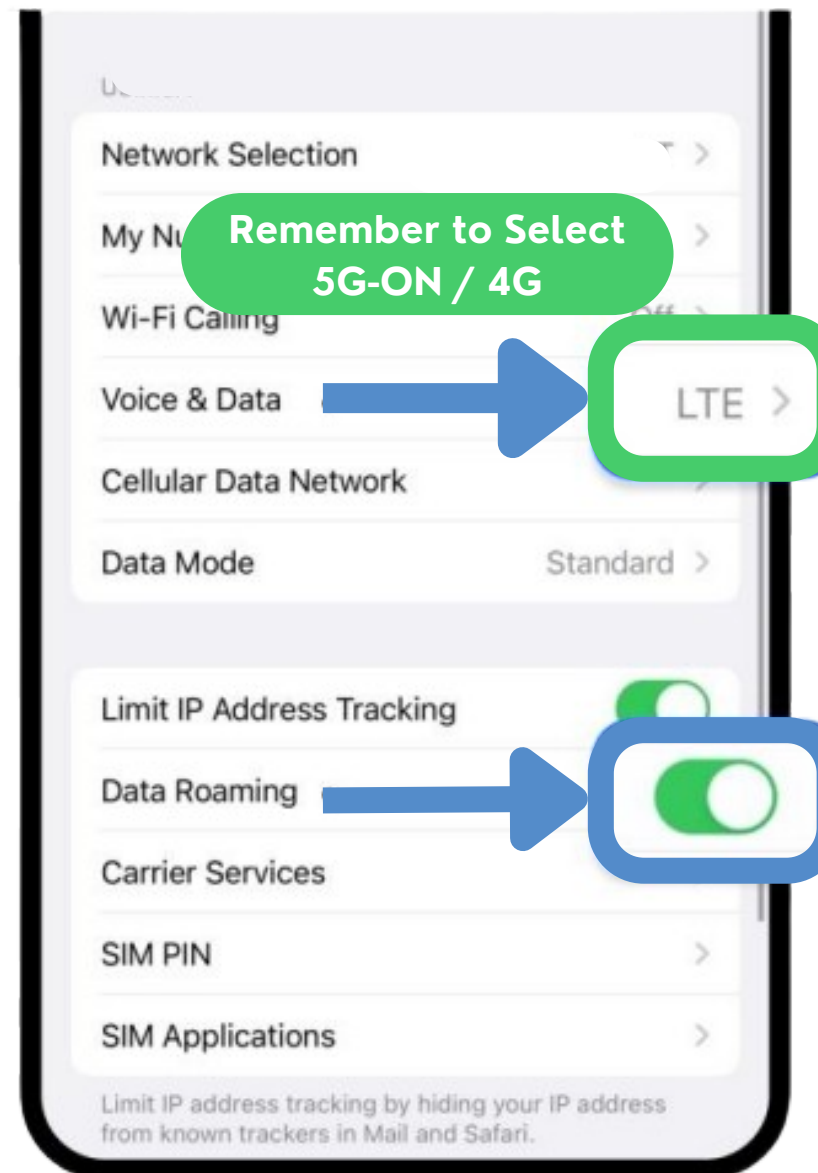 Network Selection
Remember to Select
5G-ON / 4G
My Nu
Wi-Fi Calling
Off
Voice & Data
LTE
Cellular Data Network
Data Mode
Standard
Limit IP Address Tracking
Data Roaming
Carrier Services
SIM PIN
SIM Applications
Limit IP address tracking by hiding your IP address
from known trackers in Mail and Safari.